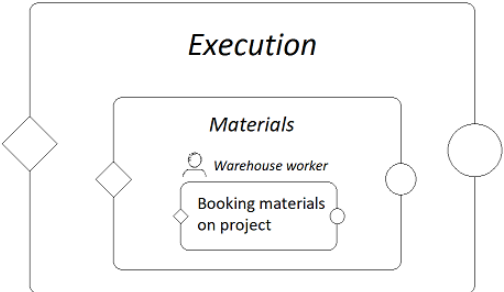 Execution
Materials
Warehouse worker
Booking materials
on project